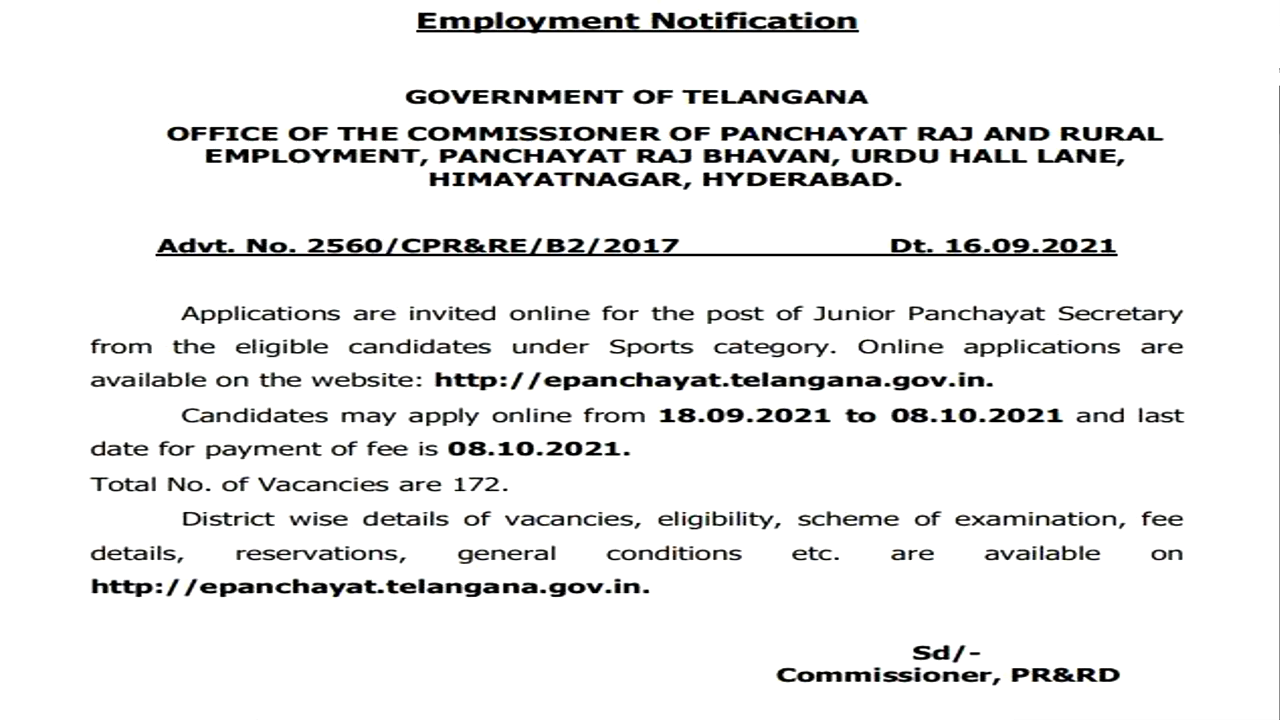 Employment Notification
GOVERNMENT OF TELANGANA
OFFICE OF THE COMMISSIONER OF PANCHAYAT RAJ AND RURAL
EMPLOYMENT, PANCHAYAT RAJ BHAVAN, URDU HALL LANE,
HIMAYATNAGAR, HYDERABAD.
Advt. No. 2560/CPR&RE/B2/2017 Dt. 16.09.2021
Applications are invited online for the post of Junior Panchayat Secretary
from the eligible candidates under Sports category. Online applications are
available on the website: http://epanchayat.telangana.gov.in.
Candidates may apply online from 18.09.2021 to 08.10.2021 and last
date for payment of fee is 08.10.2021.
Total No. of Vacancies are 172.
District wise details of vacancies, eligibility, scheme of examination, fee
details, reservations, general conditions etc. are available on
http://epanchayat.telangana.gov.in.
Sd/-
Commissioner, PR&RD